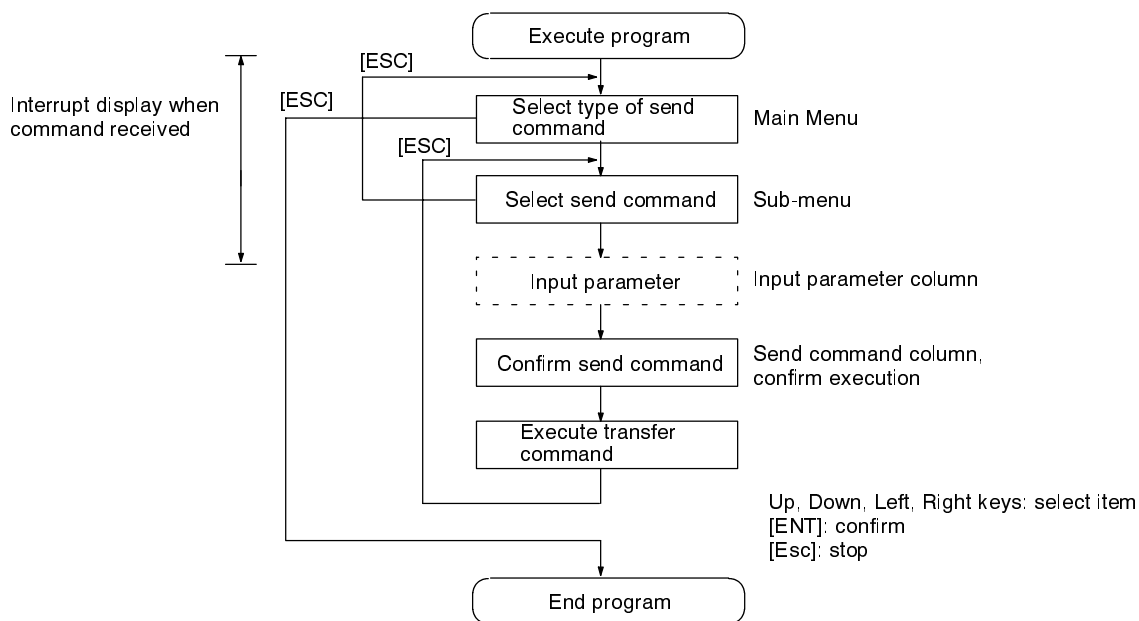 Execute program
[ESC]
Interrupt display when
command received
[ESC]
Select type of send
command
Main Menu
[ESC]
Select send command
Sub-menu
Input parameter
Input parameter column
Confirm send command
Send command column,
confirm execution
Execute transfer
command
Up, Down, Left, Right keys: select item
[ENT]: confirm
[Esc]: stop
End program